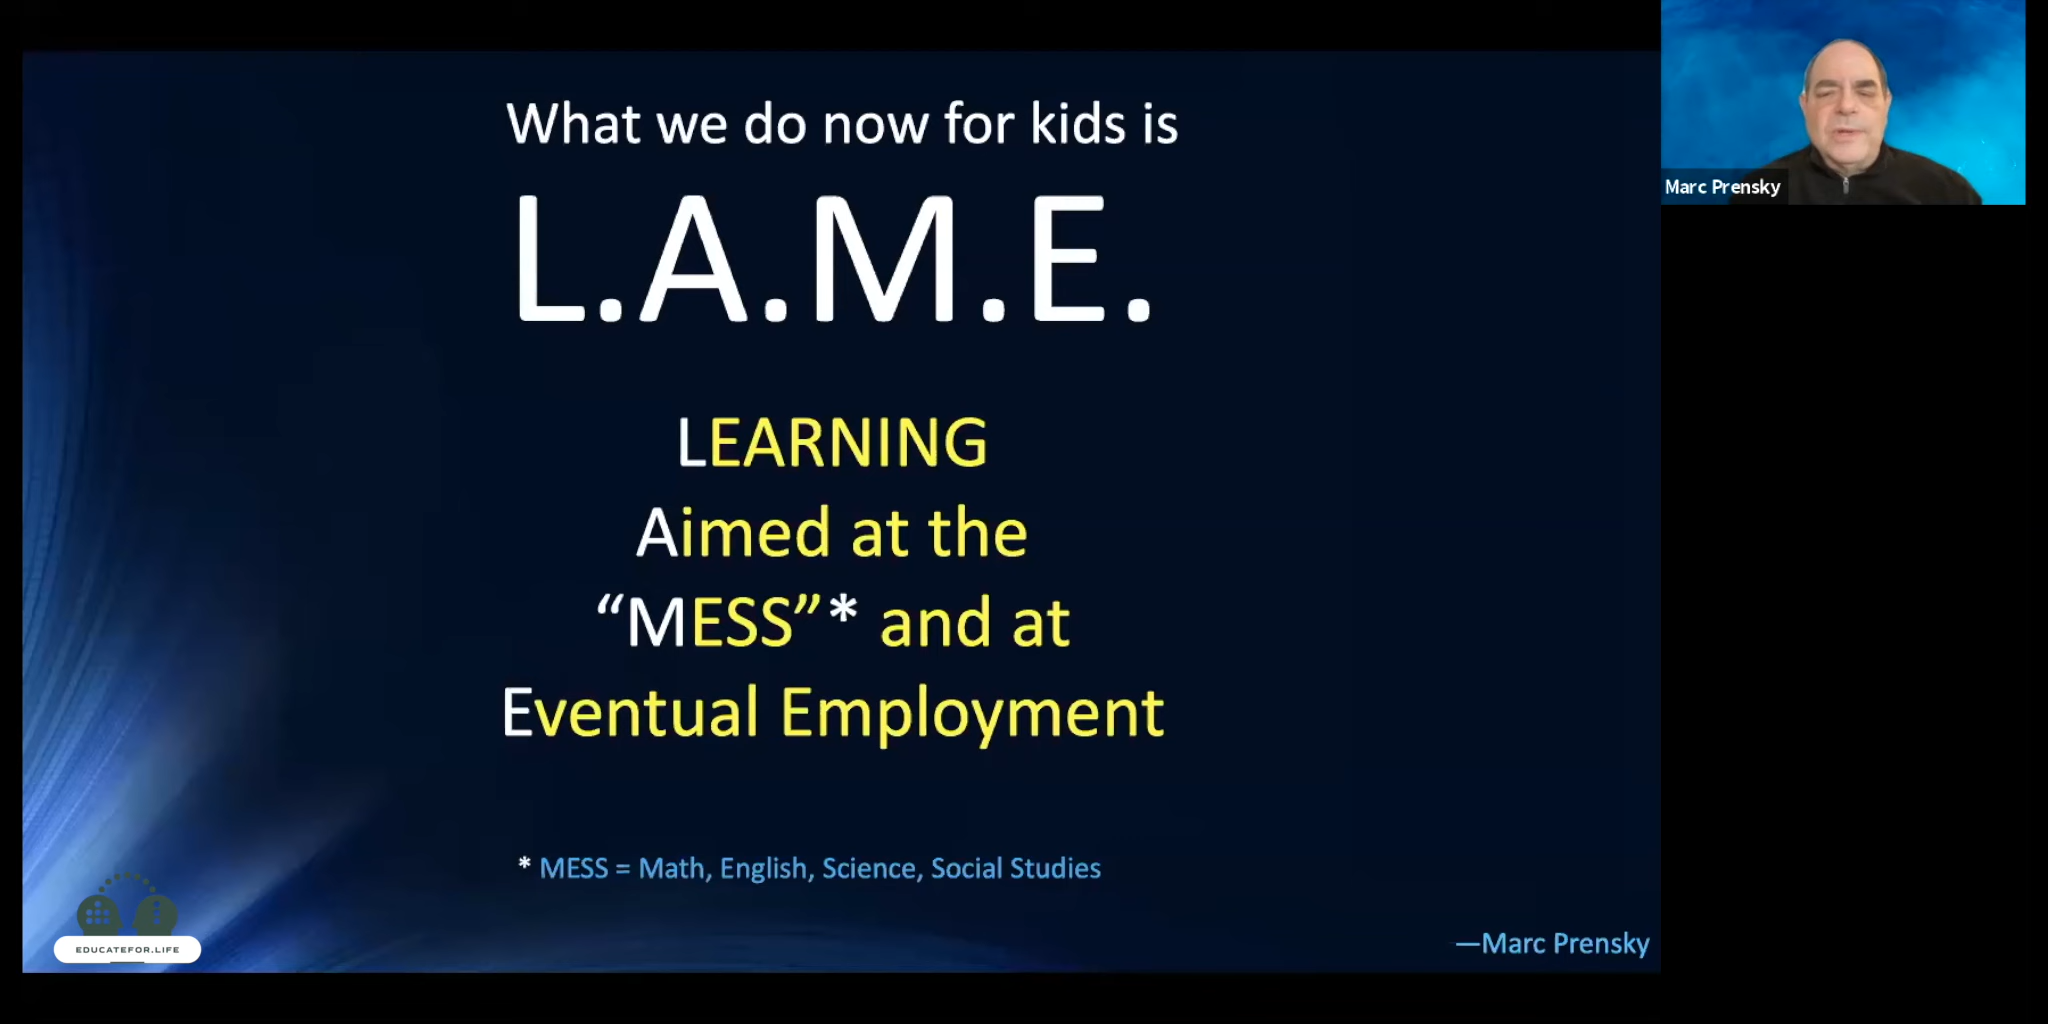 What we do now for kids is
L.A.M.E.
LEARNING
Aimed at the
“MESS”* and at
Eventual Employment
* MESS = Math, English, Science, Social Studies
—Marc Prensky
EDUCATEFOR.LIFE
Marc Prensky